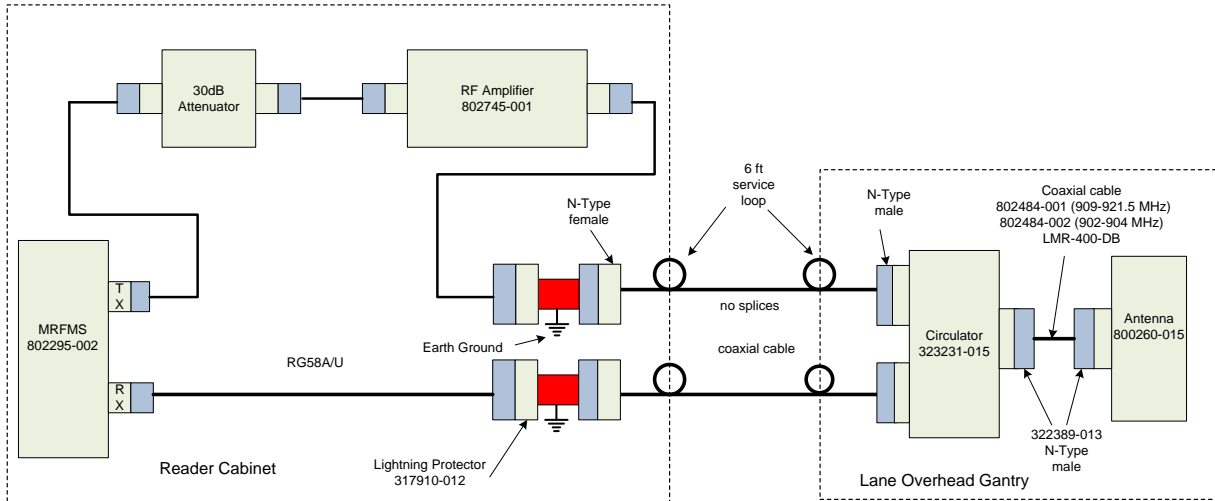 30dB
Attenuator
RF Amplifier
802745-001
6 ft
service
loop
N-Type
female
N-Type
male
Coaxial cable
802484-001 (909-921.5 MHz)
802484-002 (902-904 MHz)
LMR-400-DB
T
X
MRFMS
802295-002
no splices
Circulator
323231-015
Antenna
800260-015
Earth Ground
RG58A/U
coaxial cable
R
X
322389-013
N-Type
male
Reader Cabinet
Lightning Protector
317910-012
Lane Overhead Gantry